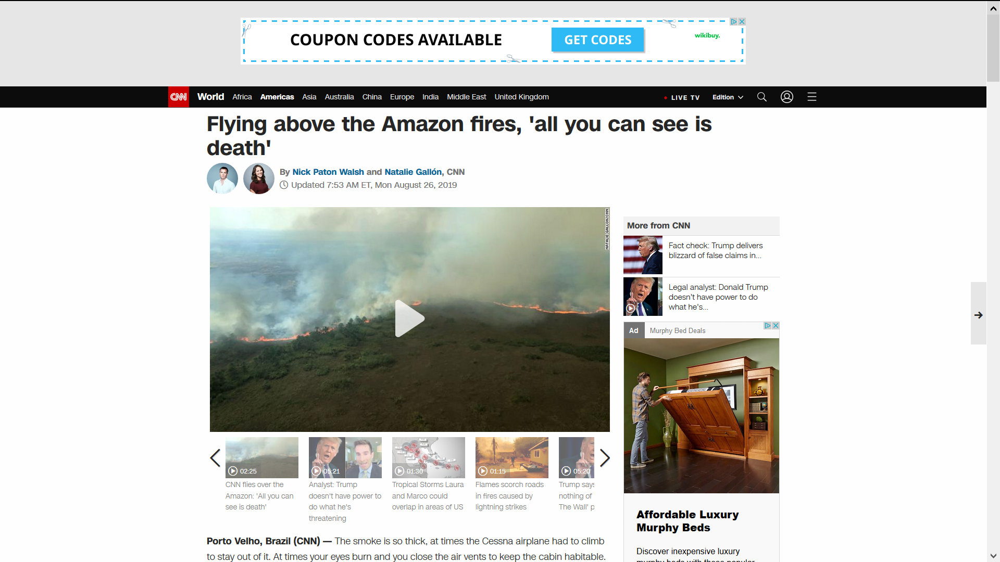 COUPON CODES AVAILABLE
GET CODES
wikibuy.
CNN
World
Africa
Americas
Asia
Australia
China
Europe
India
Middle East
United Kingdom
LIVE TV
Edition
Flying above the Amazon fires, 'all you can see is
death'
By Nick Paton Walsh and Natalie Gallón, CNN
Updated 7:53 AM ET, Mon August 26, 2019
NATALIE GALLON/CNN
02:25
CNN flies over the
Amazon: 'All you can
see is death'
05:21
Analyst: Trump
doesn't have power to
do what he's
threatening
01:30
Tropical Storms Laura
and Marco could
overlap in areas of US
01:15
Flames scorch roads
in fires caused by
lightning strikes
05:20
Trump says
nothing of
The Wall' p
Porto Velho, Brazil (CNN) — The smoke is so thick, at times the Cessna airplane had to climb
to stay out of it. At times your eyes burn and you close the air vents to keep the cabin habitable.
More from CNN
Fact check: Trump delivers
blizzard of false claims in...
Legal analyst: Donald Trump
doesn't have power to do
what he's...
Ad
Murphy Bed Deals
Affordable Luxury
Murphy Beds
Discover inexpensive luxury
murphy beds with these popular